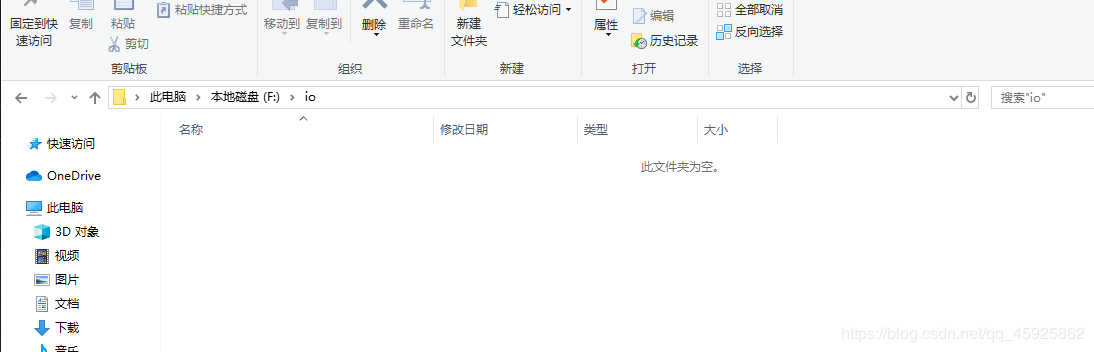 固定到快速访问
复制
粘贴
粘贴快捷方式
剪切
剪贴板
移动到
复制到
删除
重命名
组织
新建
文件夹
轻松访问
新建
属性
编辑
历史记录
打开
全部取消
反向选择
选择
此电脑 本地磁盘 (F:) io
搜索"io"
名称 修改日期 类型 大小
此文件夹为空。
快速访问
OneDrive
此电脑
3D 对象
视频
图片
文档
下载
音乐
https://blog.csdn.net/qq_45925862